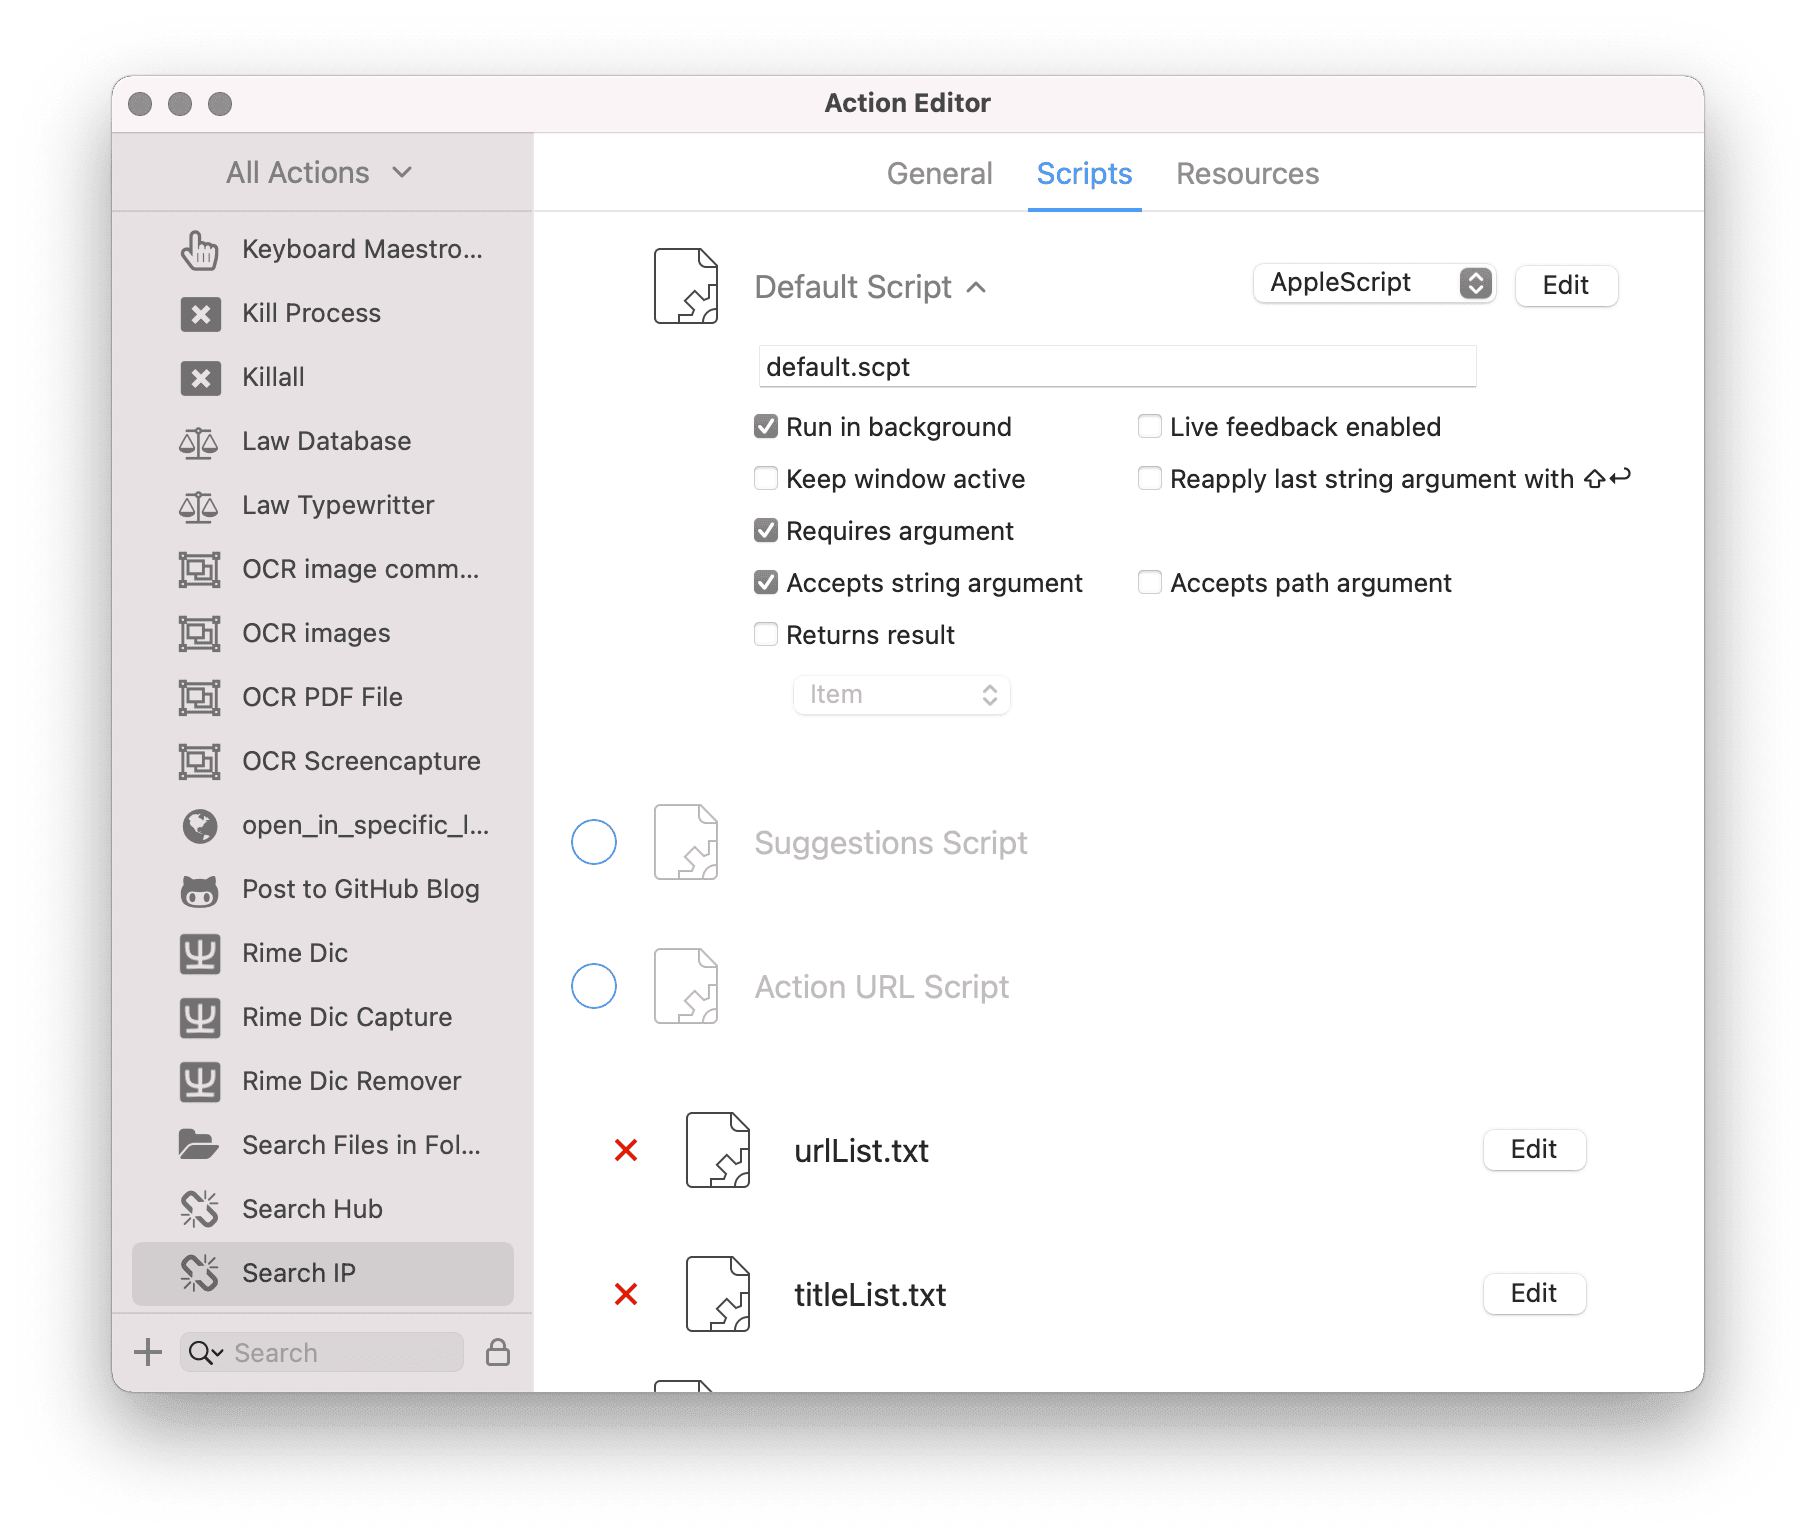 Action Editor
All Actions
General Scripts Resources
Keyboard Maestro...
Kill Process
Killall
Law Database
Law Typewritter
OCR image comm...
OCR images
OCR PDF File
OCR Screencapture
open_in_specific_l...
Post to GitHub Blog
Rime Dic
Rime Dic Capture
Rime Dic Remover
Search Files in Fol...
Search Hub
Search IP
Search
Default Script
AppleScript
Edit
default.scpt
Run in background
Live feedback enabled
Keep window active
Reapply last string argument with ⇧↩
Requires argument
Accepts string argument
Accepts path argument
Returns result
Item
Suggestions Script
Action URL Script
urlList.txt
Edit
titleList.txt
Edit